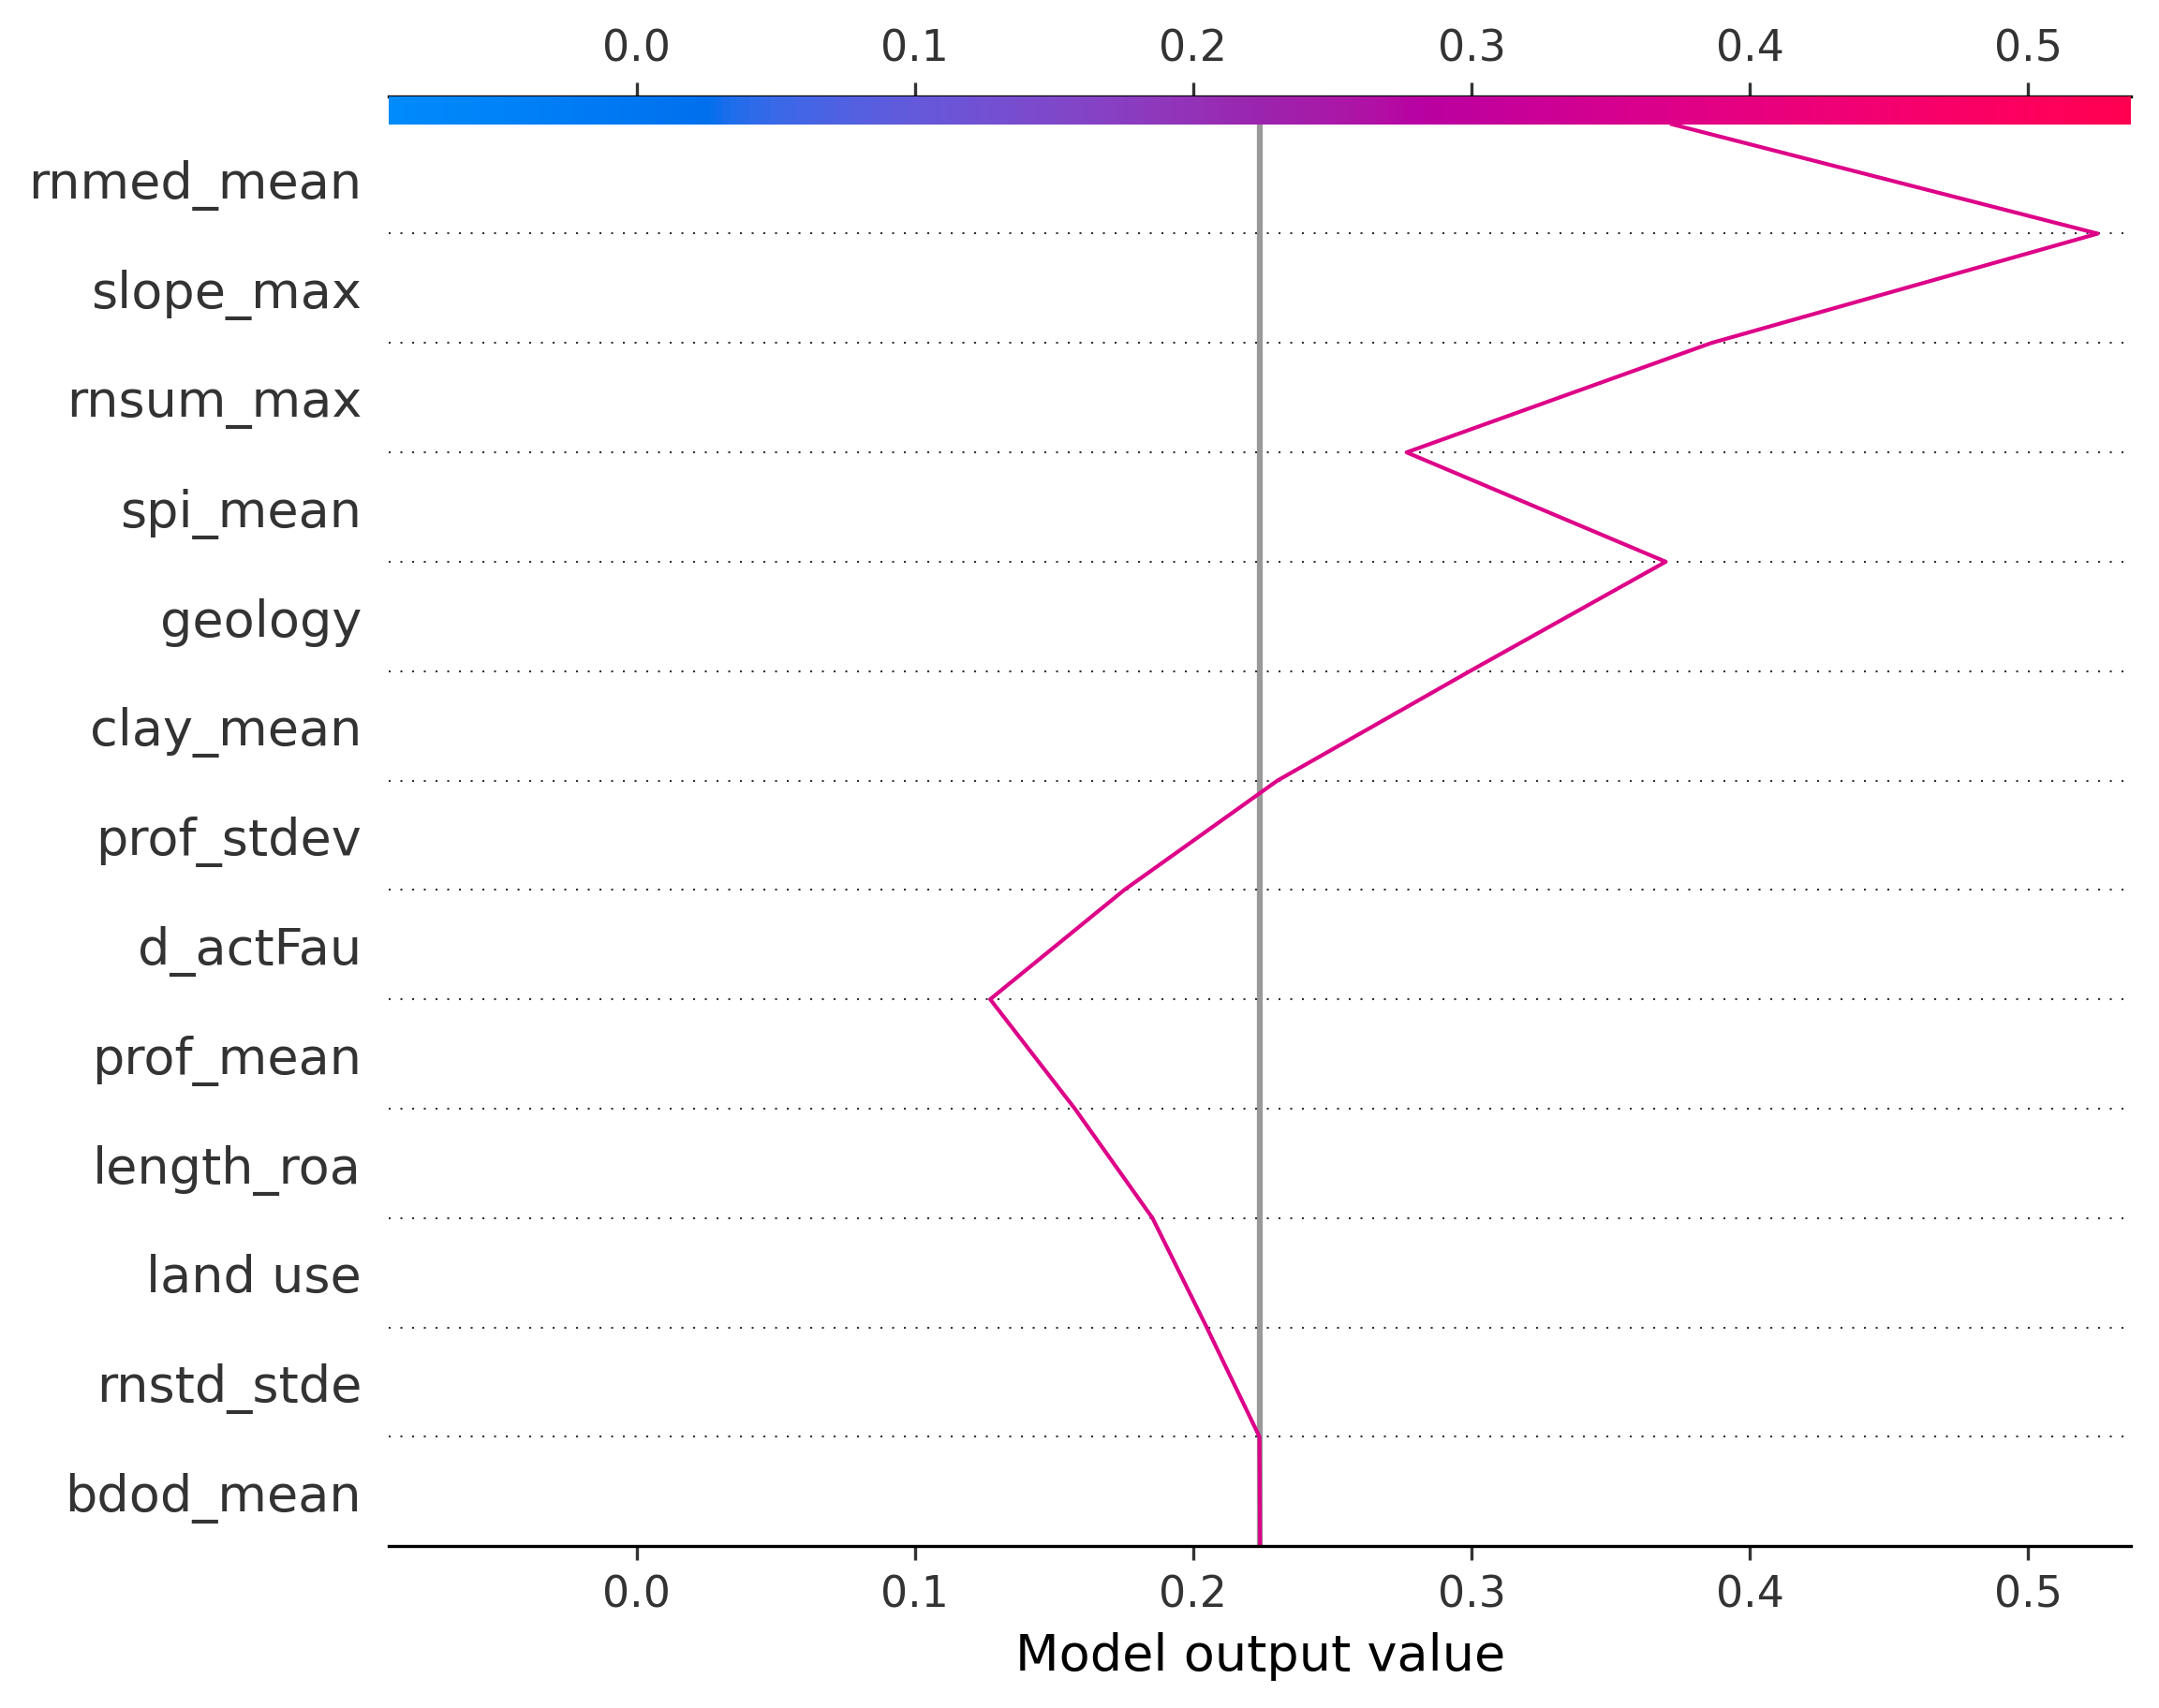 0.0 0.1 0.2 0.3 0.4 0.5
rnmed_mean
slope_max
rnsum_max
spi_mean
geology
clay_mean
prof_stdev
d_actFau
prof_mean
length_roa
land use
rnstd_stde
bdod_mean
0.0 0.1 0.2 0.3 0.4 0.5
Model output value